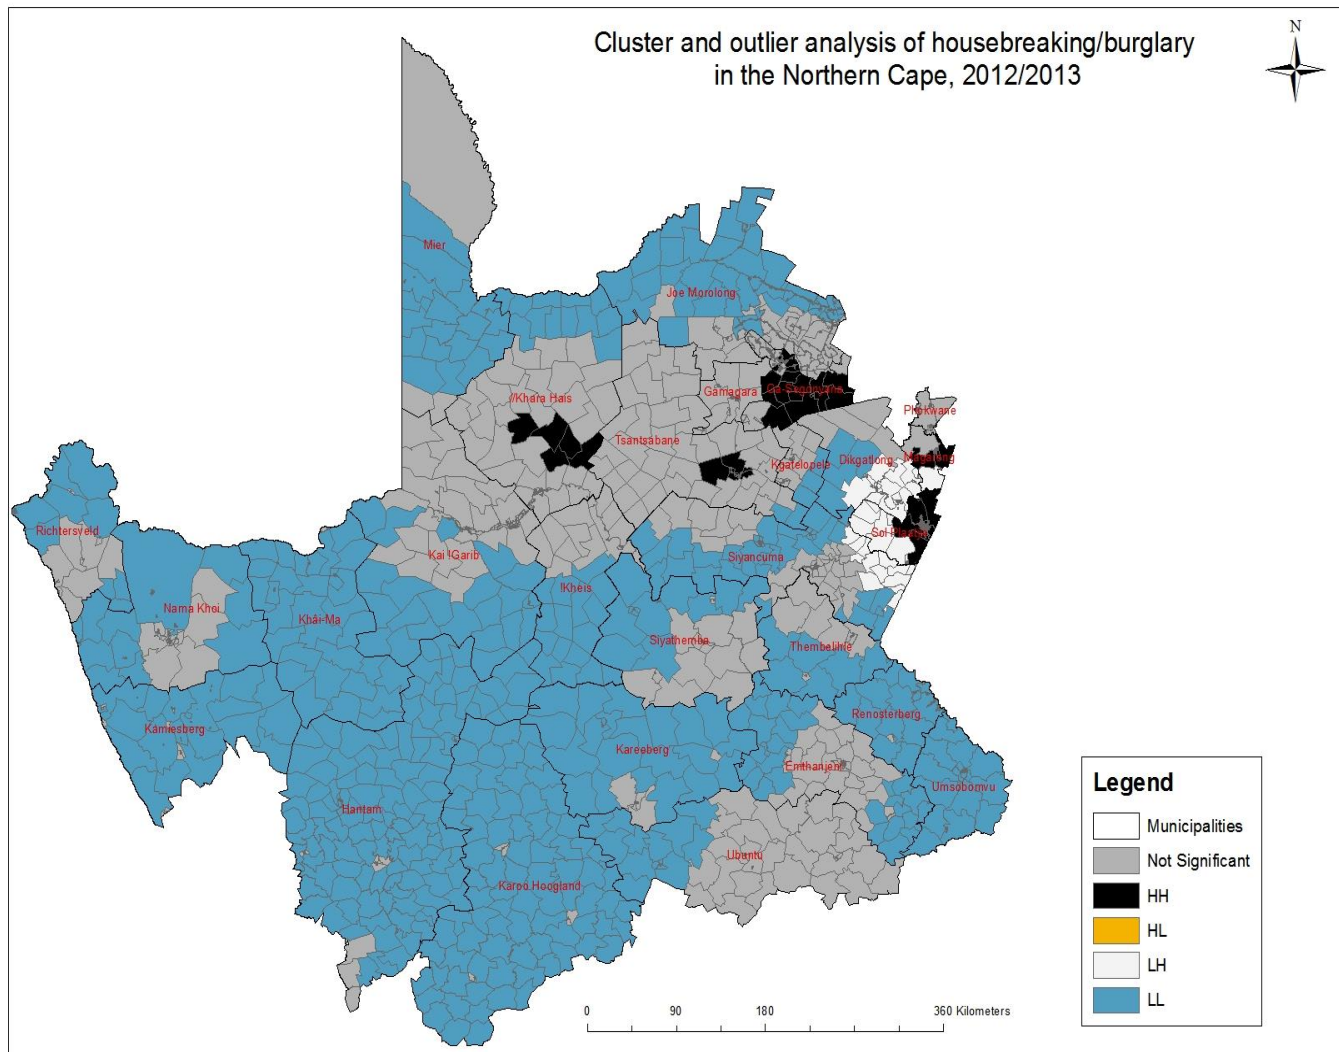 Cluster and outlier analysis of housebreaking/burglary
in the Northern Cape, 2012/2013
N
Mier
Joe Morolong
//Khara Hais
Gamagara
Ga-Segonyana
Phokwane
Tsantsabane
Kgatelopele
Dikgatlong
Magareng
Richtersveld
Kai !Garib
Siyancuma
Sol Plaatje
Nama Khoi
Khâi-Ma
!Kheis
Siyathemba
Thembelihle
Kamiesberg
Kareeberg
Renosterberg
Emthanjeni
Umsobomvu
Hantam
Ubuntu
Karoo Hoogland
Legend
Municipalities
Not Significant
HH
HL
LH
LL
0 90 180 360 Kilometers